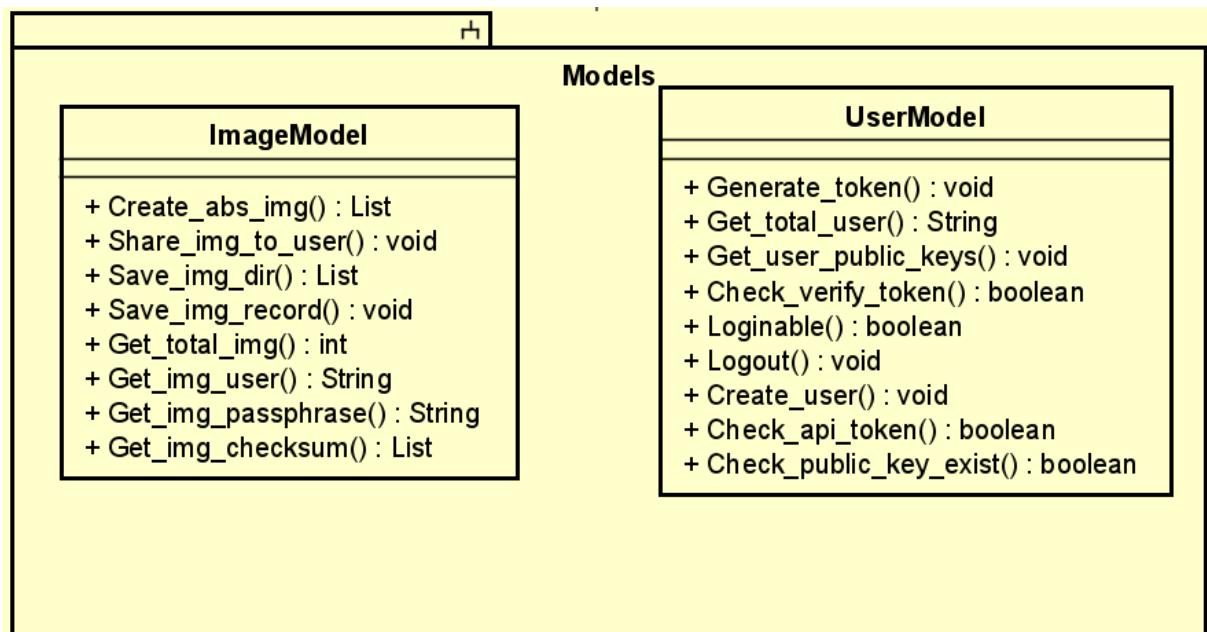 Models
ImageModel
+ Create_abs_img() : List
+ Share_img_to_user() : void
+ Save_img_dir() : List
+ Save_img_record() : void
+ Get_total_img() : int
+ Get_img_user() : String
+ Get_img_passphrase() : String
+ Get_img_checksum() : List
UserModel
+ Generate_token() : void
+ Get_total_user() : String
+ Get_user_public_keys() : void
+ Check_verify_token() : boolean
+ Loginable() : boolean
+ Logout() : void
+ Create_user() : void
+ Check_api_token() : boolean
+ Check_public_key_exist() : boolean